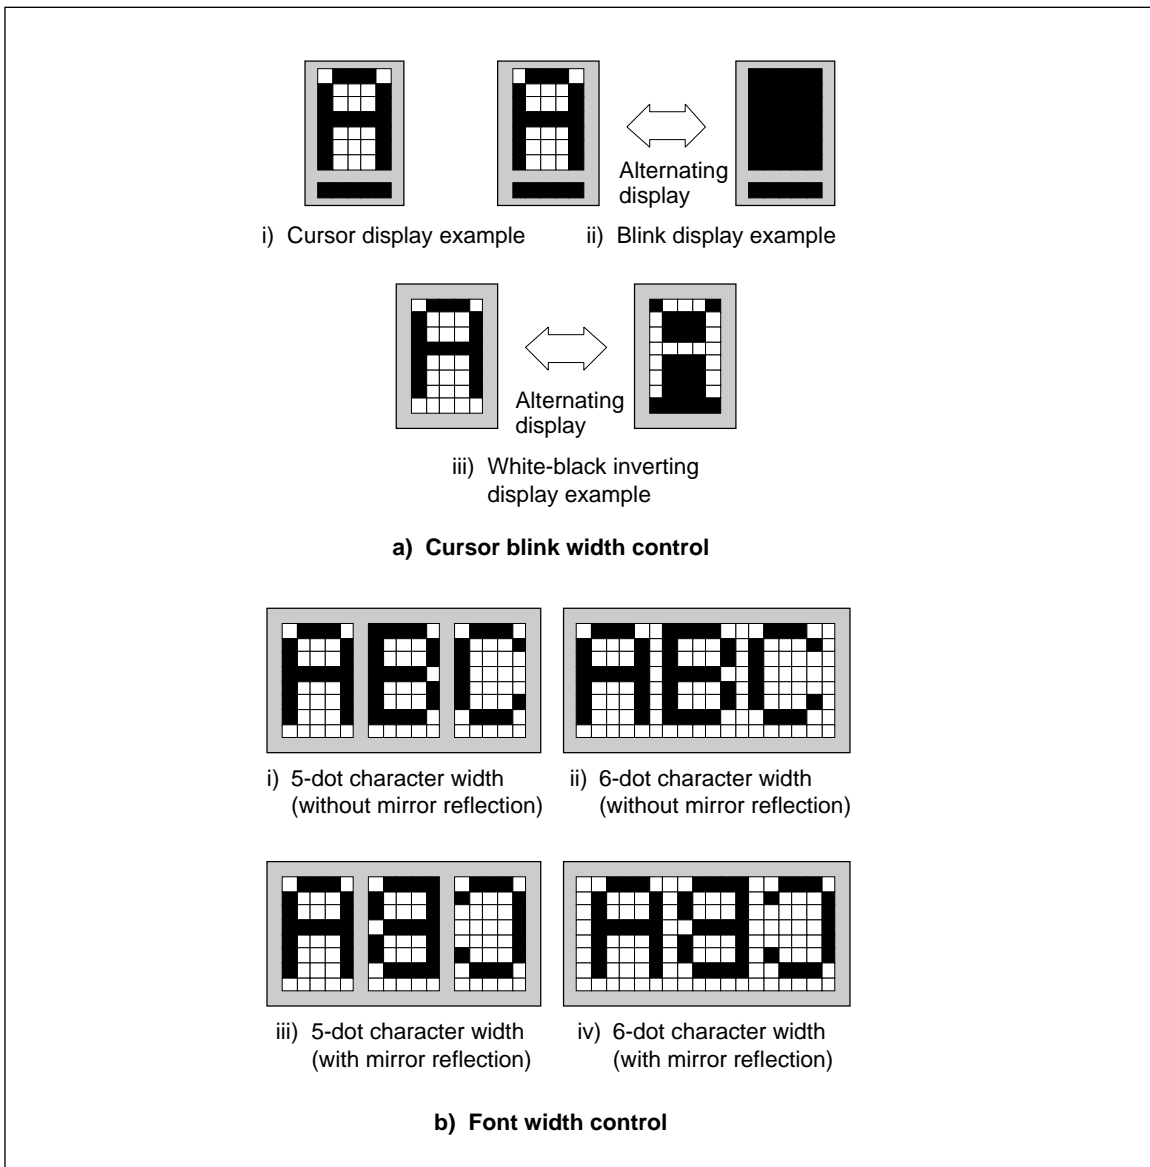 Alternating
display
i) Cursor display example
ii) Blink display example
Alternating
display
iii) White-black inverting
display example
a) Cursor blink width control
ABC
ABC
i) 5-dot character width
(without mirror reflection)
ii) 6-dot character width
(without mirror reflection)
iii) 5-dot character width
(with mirror reflection)
iv) 6-dot character width
(with mirror reflection)
b) Font width control